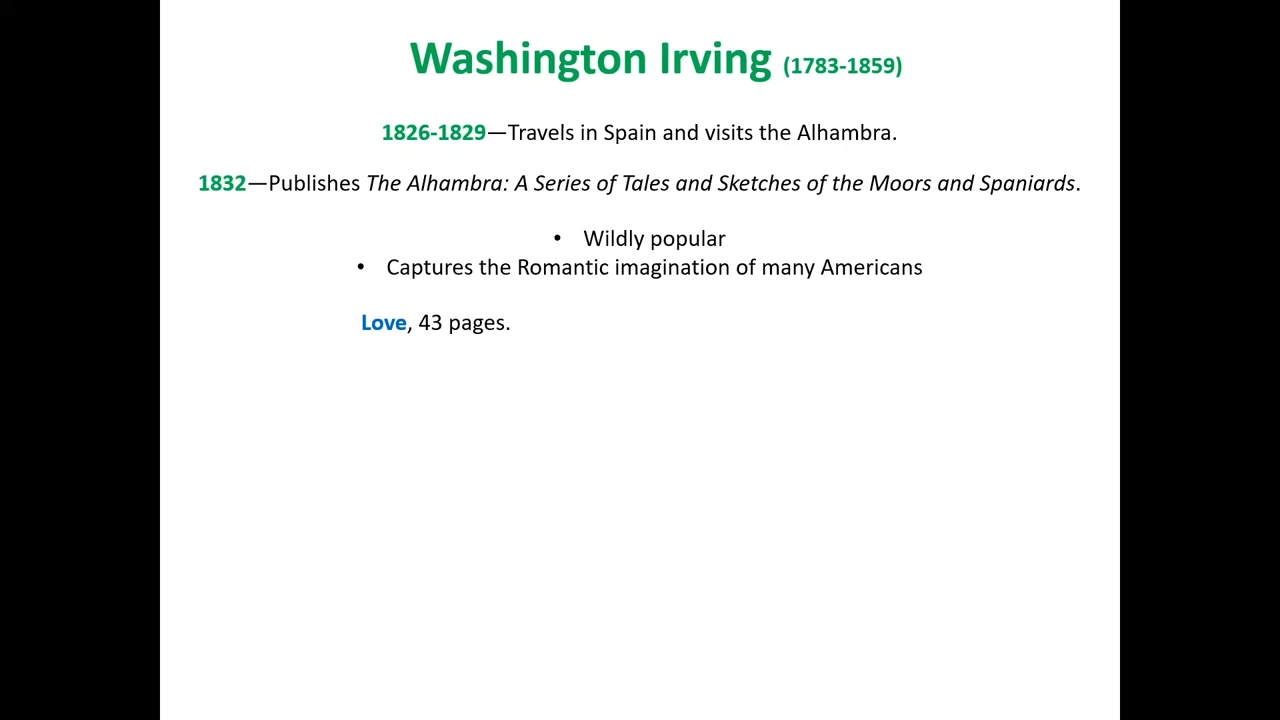 Washington Irving (1783-1859)
1826-1829—Travels in Spain and visits the Alhambra.
1832—Publishes The Alhambra: A Series of Tales and Sketches of the Moors and Spaniards.
• Wildly popular
• Captures the Romantic imagination of many Americans
Love, 43 pages.